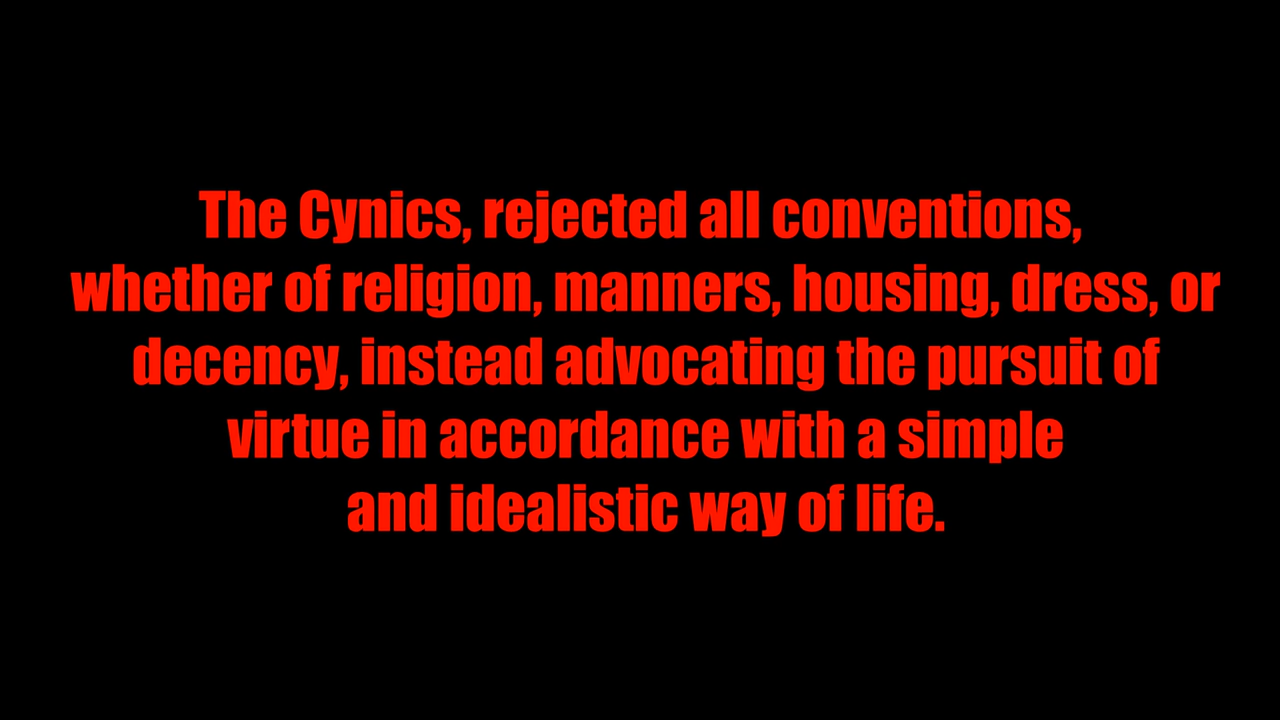 The Cynics, rejected all conventions,
whether of religion, manners, housing, dress, or
decency, instead advocating the pursuit of
virtue in accordance with a simple
and idealistic way of life.